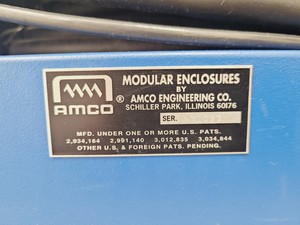 MODULAR ENCLOSURES
BY
® AMCO ENGINEERING CO.
SCHILLER PARK, ILLINOIS 60176
AMCO
SER.
MFD. UNDER ONE OR MORE U.S. PATS.
2,934,164 2,991,140 3,012,835 3,034,844
OTHER U.S. & FOREIGN PATS. PENDING.